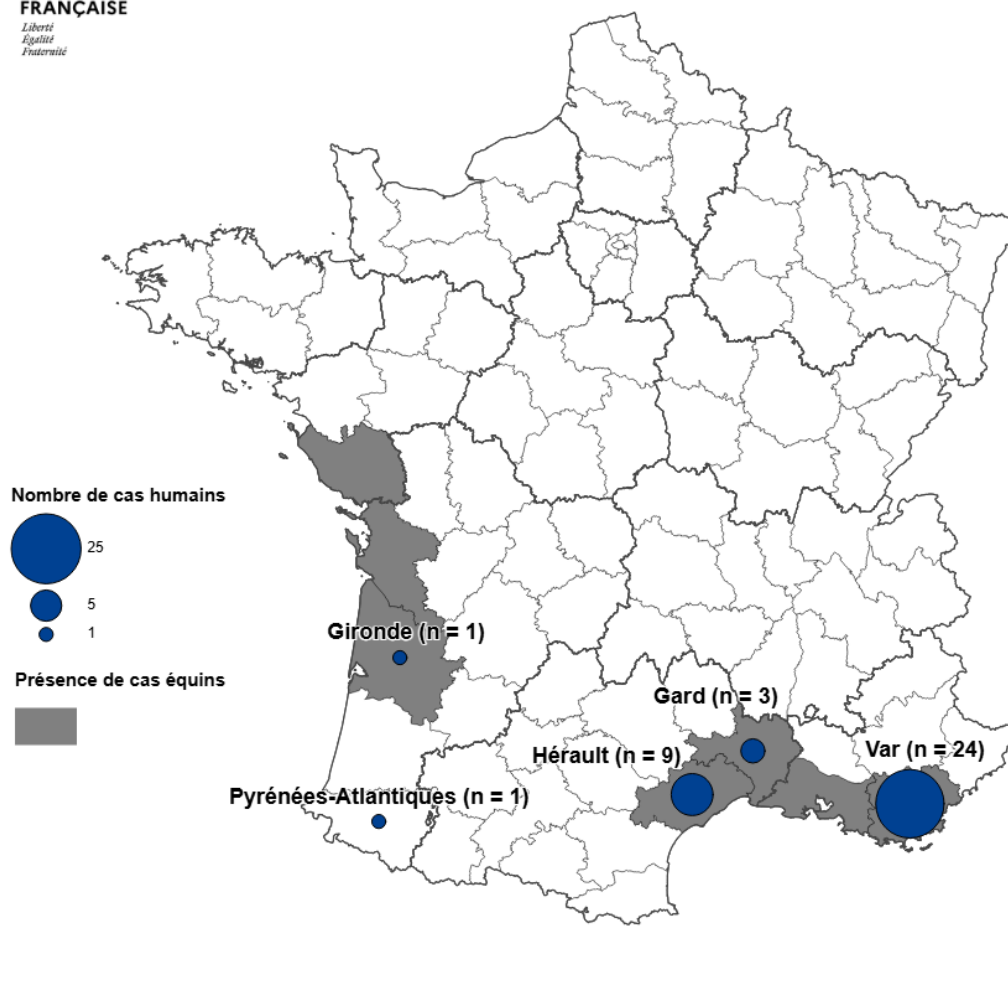 FRANÇAISE
Liberté
Égalité
Fraternité
Nombre de cas humains
25
5
1
Présence de cas équins
Gironde (n = 1)
Gard (n = 3)
Hérault (n = 9)
Var (n = 24)
Pyrénées-Atlantiques (n = 1)